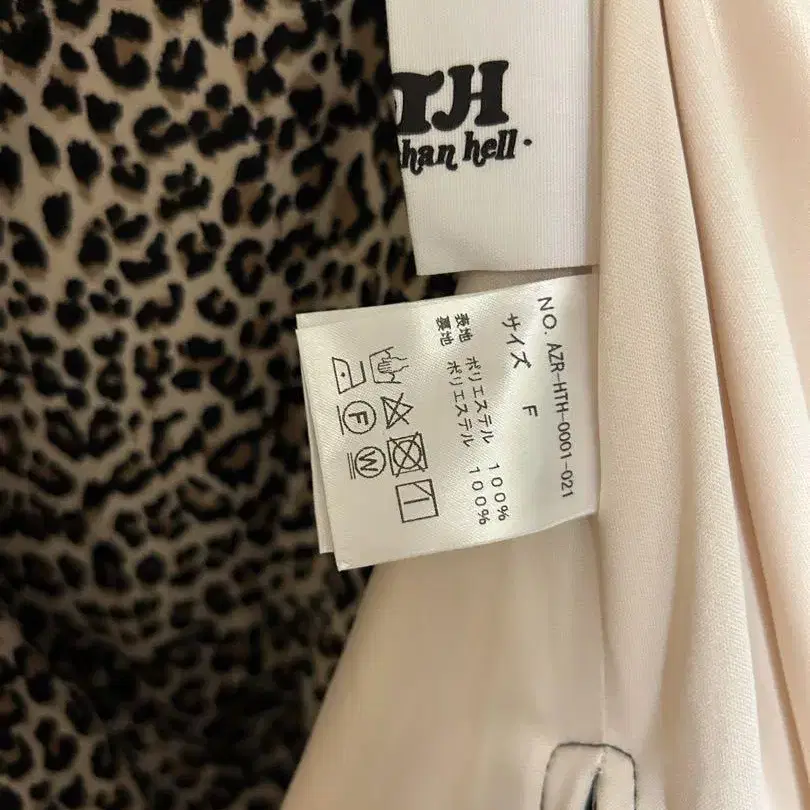 TH
than hell.
NO. AZR-HTH-0001-021
サイズ F
表地 ポリエステル 100%
裏地 ポリエステル 100%
F
W